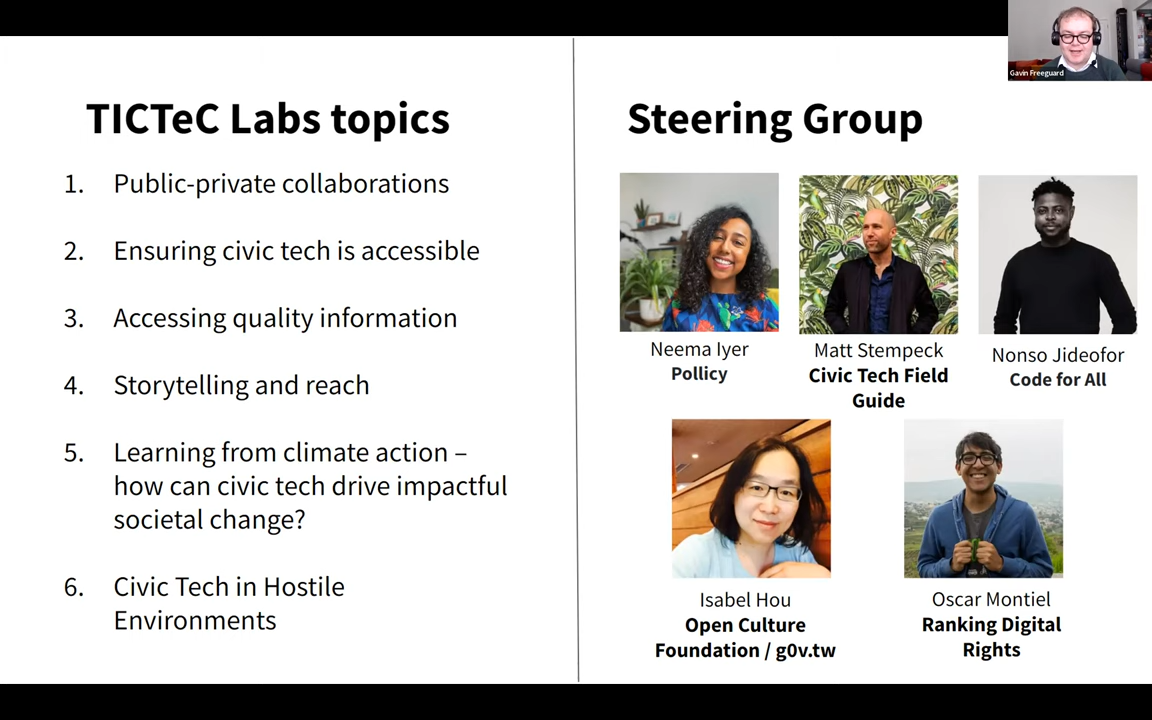 Gavin Freeguard
TICTeC Labs topics
1. Public-private collaborations
2. Ensuring civic tech is accessible
3. Accessing quality information
4. Storytelling and reach
5. Learning from climate action –
how can civic tech drive impactful
societal change?
6. Civic Tech in Hostile
Environments
Steering Group
Neema Iyer
Pollicy
Matt Stempeck
Civic Tech Field
Guide
Nonso Jideofor
Code for All
Isabel Hou
Open Culture
Foundation / g0v.tw
Oscar Montiel
Ranking Digital
Rights